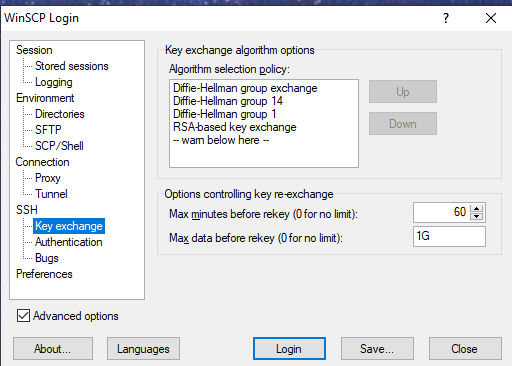 WinSCP Login
?
Session
Stored sessions
Logging
Environment
Directories
SFTP
SCP/Shell
Connection
Proxy
Tunnel
SSH
Key exchange
Authentication
Bugs
Preferences
Advanced options
Key exchange algorithm options
Algorithm selection policy:
Diffie-Hellman group exchange
Diffie-Hellman group 14
Diffie-Hellman group 1
RSA-based key exchange
-- warn below here --
Up
Down
Options controlling key re-exchange
Max minutes before rekey (0 for no limit):
60
Max data before rekey (0 for no limit):
1G
About...
Languages
Login
Save...
Close